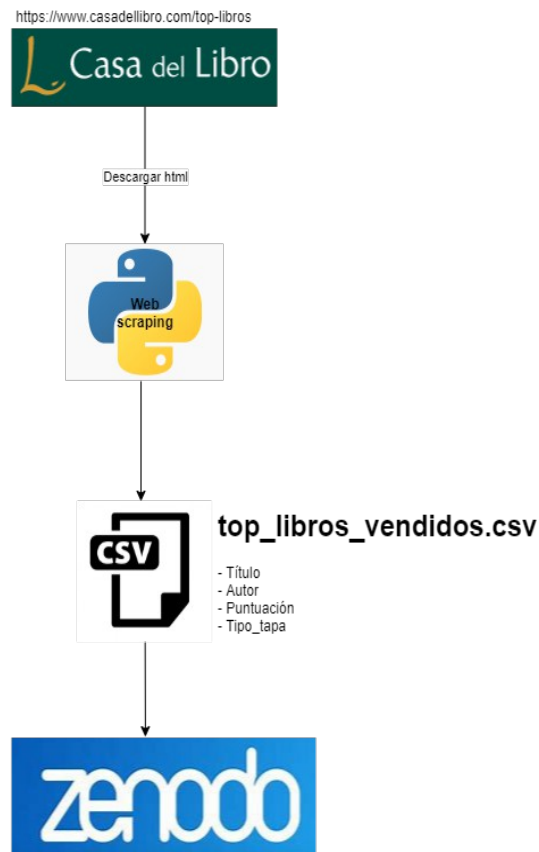 https://www.casadellibro.com/top-libros
L. Casa del Libro
Descargar html
Web
scraping
CSV
top_libros_vendidos.csv
- Título
- Autor
- Puntuación
- Tipo_tapa
zenodo